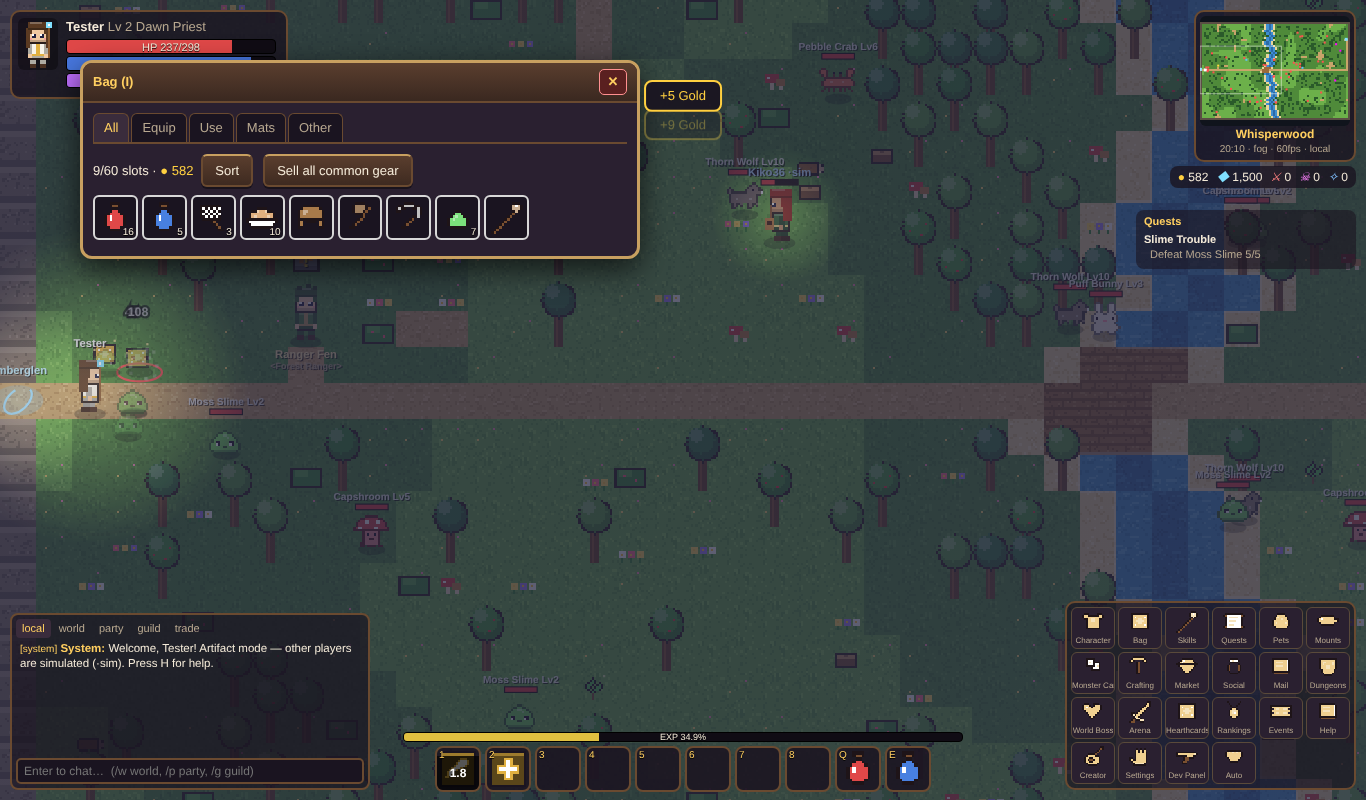 Tester Lv 2 Dawn Priest
HP 237/298
Bag (I)
✕
All
Equip
Use
Mats
Other
9/60 slots · ● 582
Sort
Sell all common gear
16
5
3
10
7
+5 Gold
+9 Gold
Pebble Crab Lv6
Thorn Wolf Lv10
Kiko36·sim
Whisperwood
20:10 · fog · 60fps · local
582
1,500
0
0
0
Quests
Slime Trouble
Defeat Moss Slime 5/5
Thorn Wolf Lv10
Puff Bunny Lv3
108
Tester
Ranger Fen
<Forest Ranger>
mberglen
Moss Slime Lv2
Capshroom Lv5
Thorn Wolf Lv10
Moss Slime Lv2
Capshro
Moss Slime Lv2
local
world
party
guild
trade
[system] System: Welcome, Tester! Artifact mode — other players
are simulated (·sim). Press H for help.
Enter to chat… (/w world, /p party, /g guild)
EXP 34.9%
1
1.8
2
3
4
5
6
7
8
Q
E
Character
Bag
Skills
Quests
Pets
Mounts
Monster Ca
Crafting
Market
Social
Mail
Dungeons
World Boss
Arena
Hearthcards
Rankings
Events
Help
Creator
Settings
Dev Panel
Auto